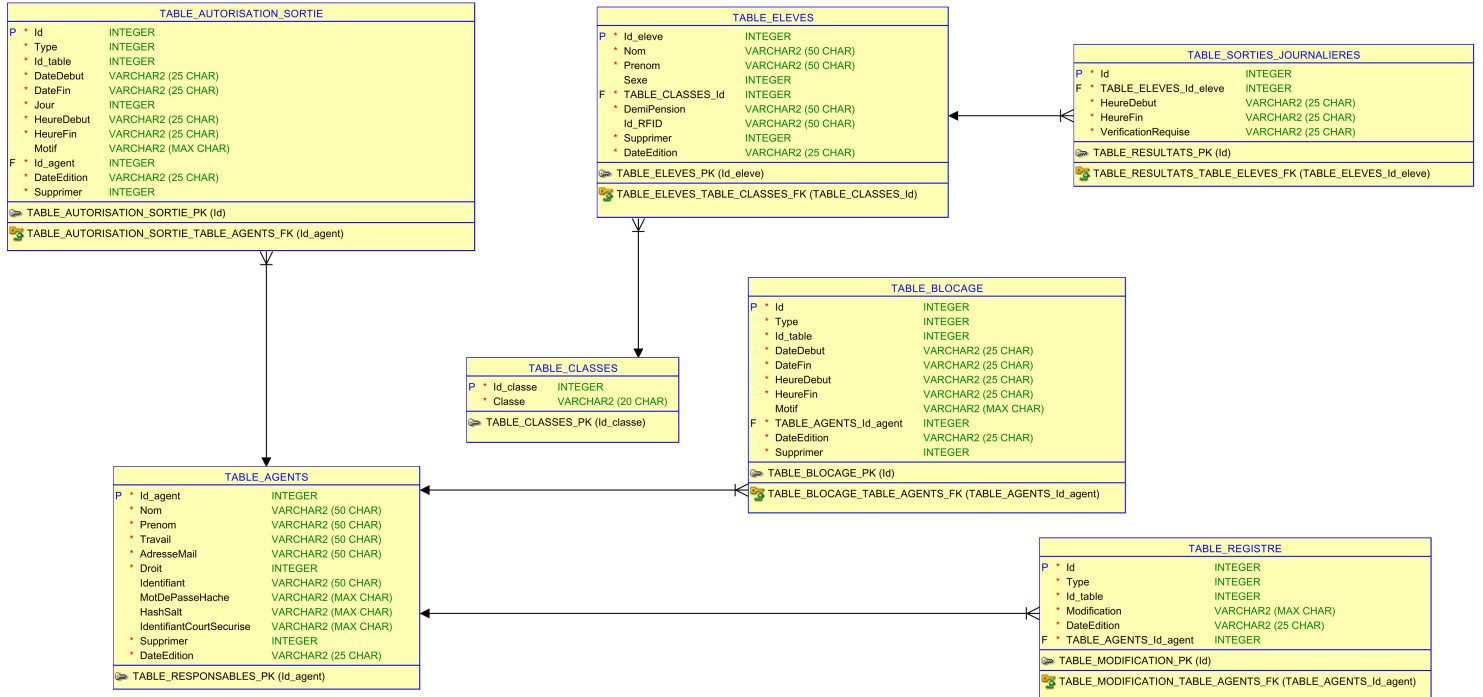 TABLE_AUTORISATION_SORTIE
P * Id INTEGER
* Type INTEGER
* Id_table INTEGER
* DateDebut VARCHAR2 (25 CHAR)
* DateFin VARCHAR2 (25 CHAR)
* Jour INTEGER
* HeureDebut VARCHAR2 (25 CHAR)
* HeureFin VARCHAR2 (25 CHAR)
Motif VARCHAR2 (MAX CHAR)
F * Id_agent INTEGER
* DateEdition VARCHAR2 (25 CHAR)
* Supprimer INTEGER
TABLE_AUTORISATION_SORTIE_PK (Id)
TABLE_AUTORISATION_SORTIE_TABLE_AGENTS_FK (Id_agent)
TABLE_ELEVES
P * Id_eleve INTEGER
* Nom VARCHAR2 (50 CHAR)
* Prenom VARCHAR2 (50 CHAR)
Sexe INTEGER
F * TABLE_CLASSES_Id INTEGER
* DemiPension VARCHAR2 (50 CHAR)
Id_RFID VARCHAR2 (50 CHAR)
* Supprimer INTEGER
* DateEdition VARCHAR2 (25 CHAR)
TABLE_ELEVES_PK (Id_eleve)
TABLE_ELEVES_TABLE_CLASSES_FK (TABLE_CLASSES_Id)
TABLE_SORTIES_JOURNALIERES
P * Id INTEGER
F * TABLE_ELEVES_Id_eleve INTEGER
* HeureDebut VARCHAR2 (25 CHAR)
* HeureFin VARCHAR2 (25 CHAR)
* VerificationRequise VARCHAR2 (25 CHAR)
TABLE_RESULTATS_PK (Id)
TABLE_RESULTATS_TABLE_ELEVES_FK (TABLE_ELEVES_Id_eleve)
TABLE_BLOCAGE
P * Id INTEGER
* Type INTEGER
* Id_table INTEGER
* DateDebut VARCHAR2 (25 CHAR)
* DateFin VARCHAR2 (25 CHAR)
* HeureDebut VARCHAR2 (25 CHAR)
* HeureFin VARCHAR2 (25 CHAR)
Motif VARCHAR2 (MAX CHAR)
F * TABLE_AGENTS_Id_agent INTEGER
* DateEdition VARCHAR2 (25 CHAR)
* Supprimer INTEGER
TABLE_BLOCAGE_PK (Id)
TABLE_BLOCAGE_TABLE_AGENTS_FK (TABLE_AGENTS_Id_agent)
TABLE_CLASSES
P * Id_classe INTEGER
* Classe VARCHAR2 (20 CHAR)
TABLE_CLASSES_PK (Id_classe)
TABLE_AGENTS
P * Id_agent INTEGER
* Nom VARCHAR2 (50 CHAR)
* Prenom VARCHAR2 (50 CHAR)
* Travail VARCHAR2 (50 CHAR)
* AdresseMail VARCHAR2 (50 CHAR)
* Droit INTEGER
Identifiant VARCHAR2 (50 CHAR)
MotDePasseHache VARCHAR2 (MAX CHAR)
HashSalt VARCHAR2 (MAX CHAR)
IdentifiantCourtSecurise VARCHAR2 (MAX CHAR)
* Supprimer INTEGER
* DateEdition VARCHAR2 (25 CHAR)
TABLE_RESPONSABLES_PK (Id_agent)
TABLE_REGISTRE
P * Id INTEGER
* Type INTEGER
* Id_table INTEGER
* Modification VARCHAR2 (MAX CHAR)
* DateEdition VARCHAR2 (25 CHAR)
F * TABLE_AGENTS_Id_agent INTEGER
TABLE_MODIFICATION_PK (Id)
TABLE_MODIFICATION_TABLE_AGENTS_FK (TABLE_AGENTS_Id_agent)